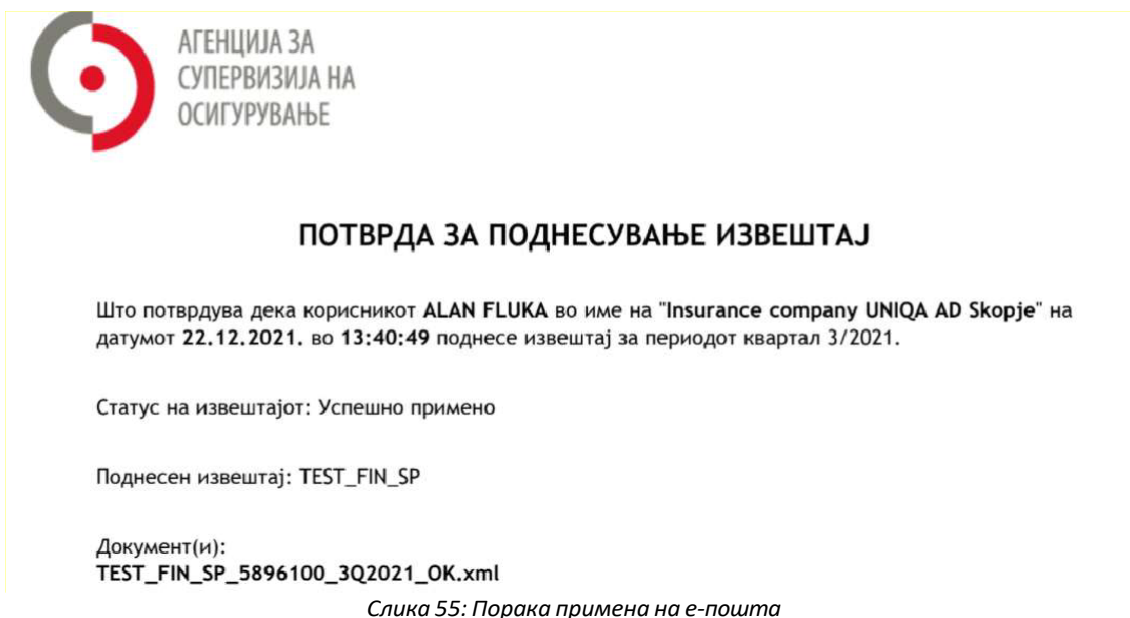 АГЕНЦИЈА ЗА
СУПЕРВИЗИЈА НА
ОСИГУРУВАЊЕ
ПОТВРДА ЗА ПОДНЕСУВАЊЕ ИЗВЕШТАЈ
Што потврдува дека корисникот ALAN FLUKA во име на "Insurance company UNIQA AD Skopje" на
датумот 22.12.2021. во 13:40:49 поднесе извештај за периодот квартал 3/2021.
Статус на извештајот: Успешно примено
Поднесен извештај: TEST_FIN_SP
Документ(и):
TEST_FIN_SP_5896100_3Q2021_OK.xml
Слика 55: Порака примена на е-пошта